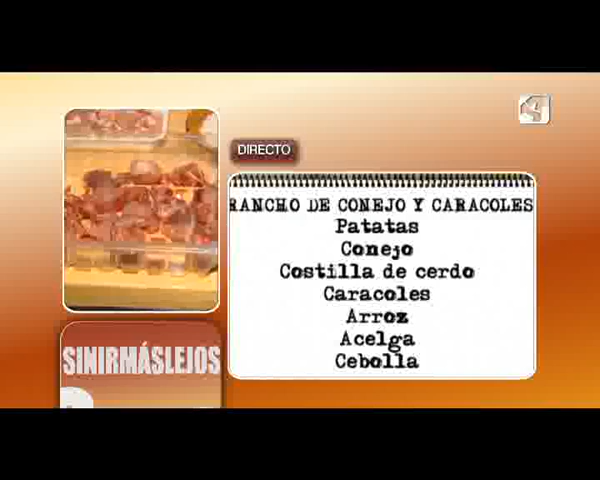 DIRECTO
RANCHO DE CONEJO Y CARACOLES
Patatas
Conejo
Costilla de cerdo
Caracoles
Arroz
Acelga
Cebolla
SINIRMÁSLEJOS